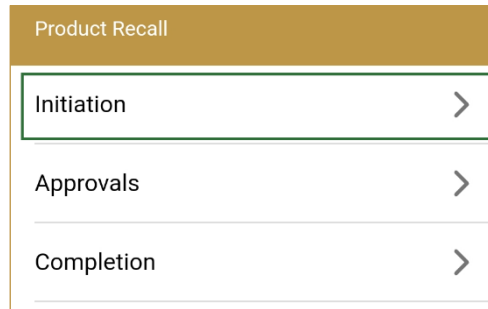 Product Recall
Initiation
Approvals
Completion